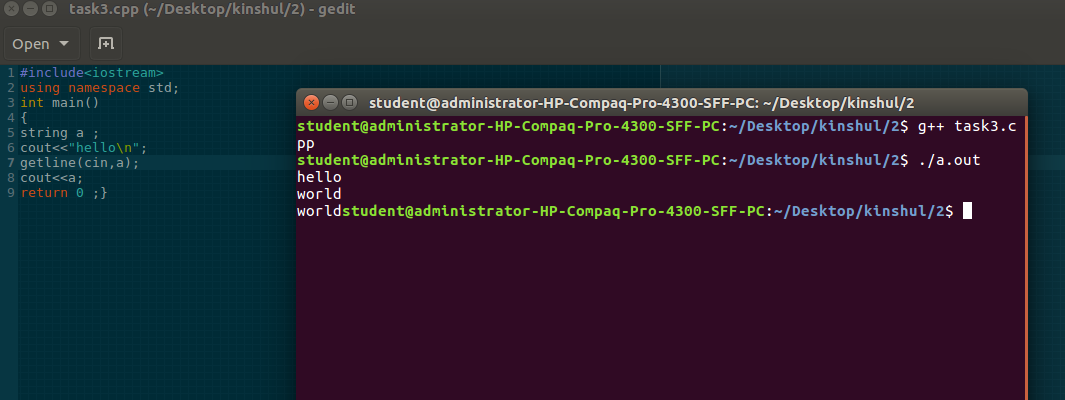 task3.cpp (~/Desktop/kinshul/2) - gedit
Open
1 #include<iostream>
2 using namespace std;
3 int main()
4 {
5 string a ;
6 cout<<"hello\n";
7 getline(cin,a);
8 cout<<a;
9 return 0 ;}
student@administrator-HP-Compaq-Pro-4300-SFF-PC: ~/Desktop/kinshul/2
student@administrator-HP-Compaq-Pro-4300-SFF-PC:~/Desktop/kinshul/2$ g++ task3.c
pp
student@administrator-HP-Compaq-Pro-4300-SFF-PC:~/Desktop/kinshul/2$ ./a.out
hello
world
worldstudent@administrator-HP-Compaq-Pro-4300-SFF-PC:~/Desktop/kinshul/2$